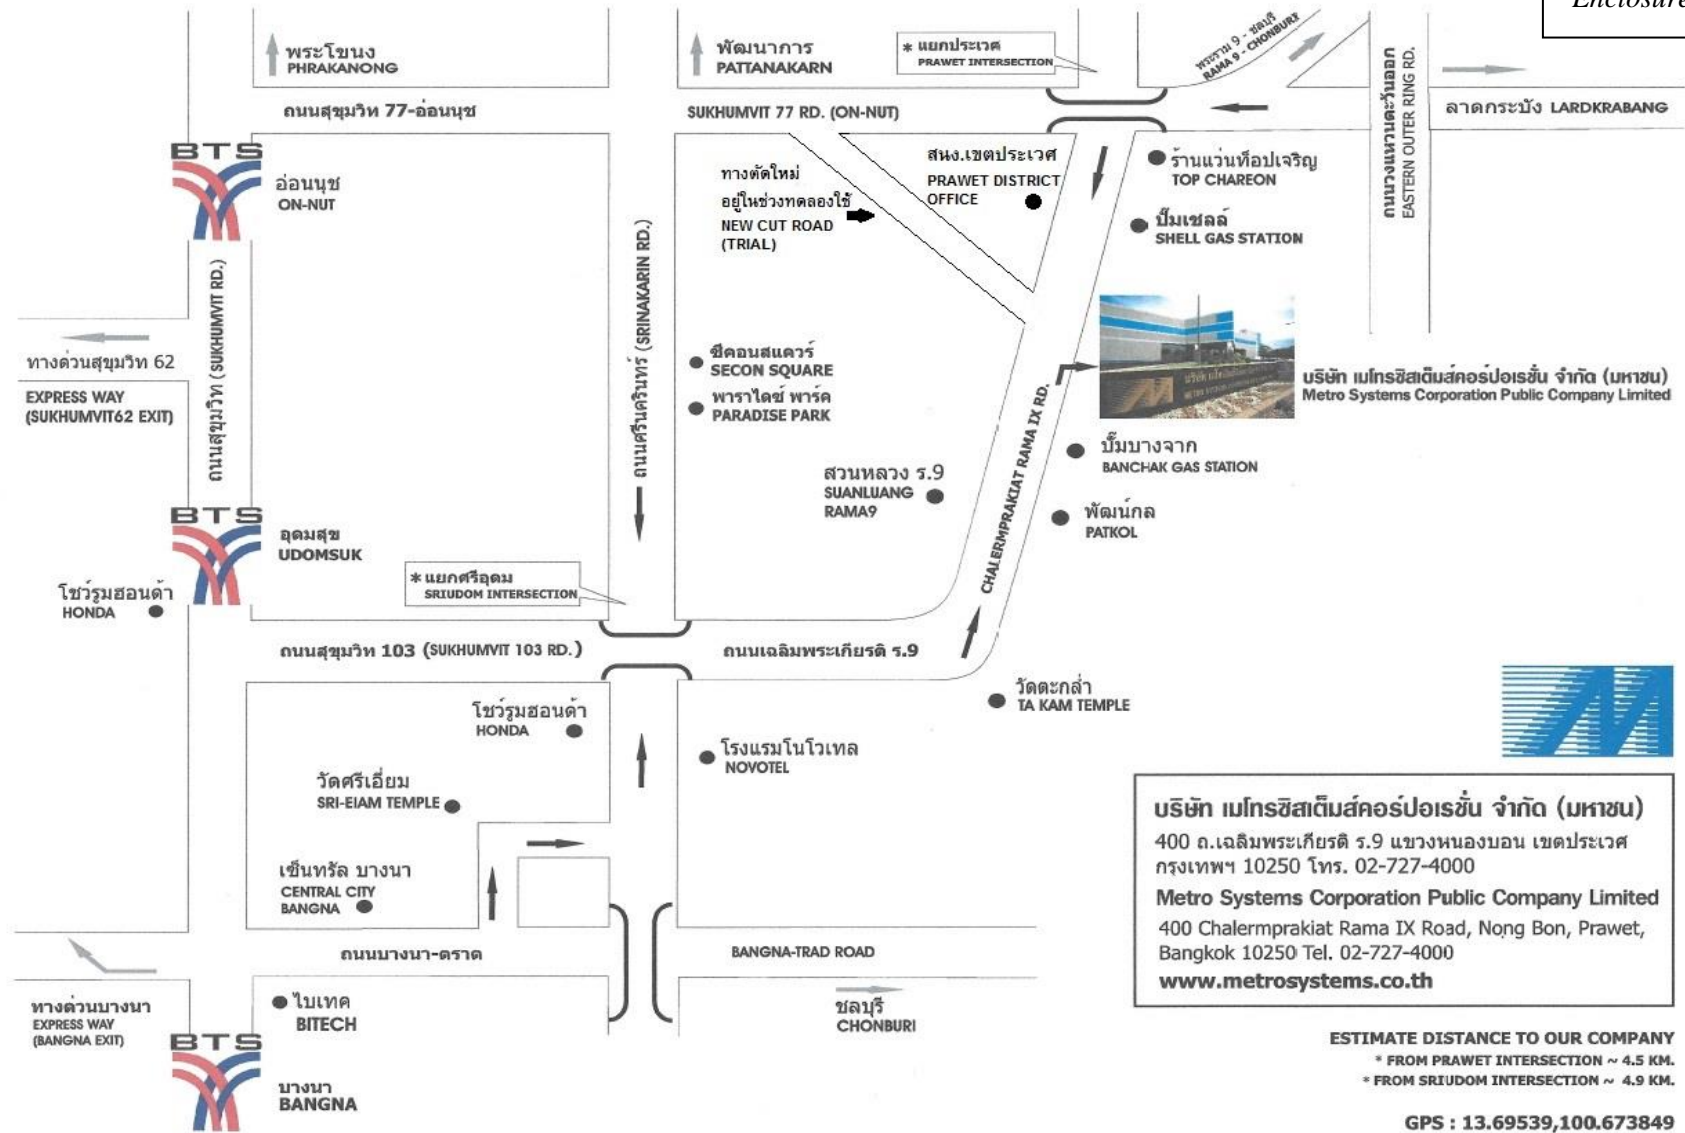 Enclosure
พระโขนง
PHRAKANONG
พัฒนาการ
PATTANAKARN
* แยกประเวศ
PRAWET INTERSECTION
พระราม 9 - ชลบุรี
RAMA 9 - CHONBURI
ถนนวงแหวนตะวันออก
EASTERN OUTER RING RD.
ถนนสุขุมวิท 77-อ่อนนุช
SUKHUMVIT 77 RD. (ON-NUT)
ลาดกระบัง LARDKRABANG
BTS
อ่อนนุช
ON-NUT
ทางตัดใหม่
อยู่ในช่วงทดลองใช้
NEW CUT ROAD
(TRIAL)
สนง.เขตประเวศ
PRAWET DISTRICT
OFFICE
ร้านแว่นท็อปเจริญ
TOP CHAREON
ปั๊มเชลล์
SHELL GAS STATION
ถนนสุขุมวิท (SUKHUMVIT RD.)
ถนนศรีนครินทร์ (SRINAKARIN RD.)
ทางด่วนสุขุมวิท 62
EXPRESS WAY
(SUKHUMVIT62 EXIT)
ซีคอนสแควร์
SECON SQUARE
พาราไดซ์ พาร์ค
PARADISE PARK
บริษัท เมโทรซิสเต็มส์คอร์ปอเรชั่น จำกัด (มหาชน)
Metro Systems Corporation Public Company Limited
CHALERMPRAKIAT RAMA IX RD.
ปั๊มบางจาก
BANCHAK GAS STATION
สวนหลวง ร.9
SUANLUANG
RAMA9
พัฒน์กล
PATKOL
BTS
อุดมสุข
UDOMSUK
โชว์รูมฮอนด้า
HONDA
* แยกศรีอุดม
SRIUDOM INTERSECTION
ถนนสุขุมวิท 103 (SUKHUMVIT 103 RD.)
ถนนเฉลิมพระเกียรติ ร.9
วัดตะกล่ำ
TA KAM TEMPLE
โชว์รูมฮอนด้า
HONDA
โรงแรมโนโวเทล
NOVOTEL
วัดศรีเอี่ยม
SRI-EIAM TEMPLE
เซ็นทรัล บางนา
CENTRAL CITY
BANGNA
ถนนบางนา-ตราด
BANGNA-TRAD ROAD
ทางด่วนบางนา
EXPRESS WAY
(BANGNA EXIT)
ไบเทค
BITECH
ชลบุรี
CHONBURI
BTS
บางนา
BANGNA
บริษัท เมโทรซิสเต็มส์คอร์ปอเรชั่น จำกัด (มหาชน)
400 ถ.เฉลิมพระเกียรติ ร.9 แขวงหนองบอน เขตประเวศ
กรุงเทพฯ 10250 โทร. 02-727-4000
Metro Systems Corporation Public Company Limited
400 Chalermprakiat Rama IX Road, Nong Bon, Prawet,
Bangkok 10250 Tel. 02-727-4000
www.metrosystems.co.th
ESTIMATE DISTANCE TO OUR COMPANY
* FROM PRAWET INTERSECTION ~ 4.5 KM.
* FROM SRIUDOM INTERSECTION ~ 4.9 KM.
GPS : 13.69539,100.673849